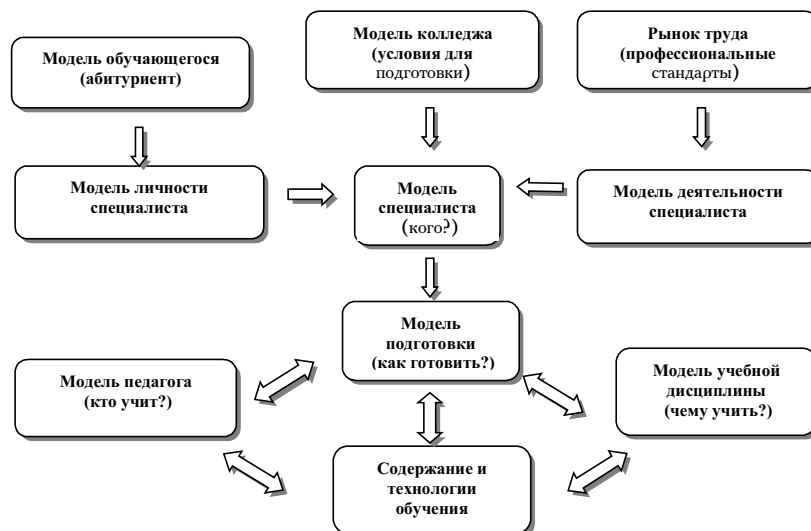 Модель обучающегося
(абитуриент)
Модель колледжа
(условия для
подготовки)
Рынок труда
(профессиональные
стандарты)
Модель личности
специалиста
Модель
специалиста
(кого?)
Модель деятельности
специалиста
Модель
подготовки
(как готовить?)
Модель педагога
(кто учит?)
Модель учебной
дисциплины
(чему учить?)
Содержание и
технологии
обучения